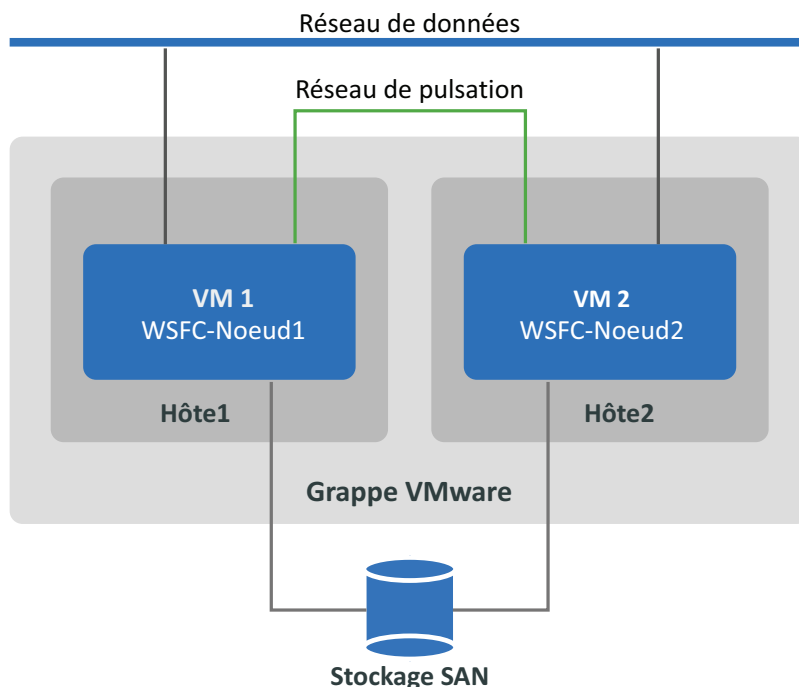 Réseau de données
Réseau de pulsation
VM 1
WSFC-Noeud1
VM 2
WSFC-Noeud2
Hôte1
Hôte2
Grappe VMware
Stockage SAN